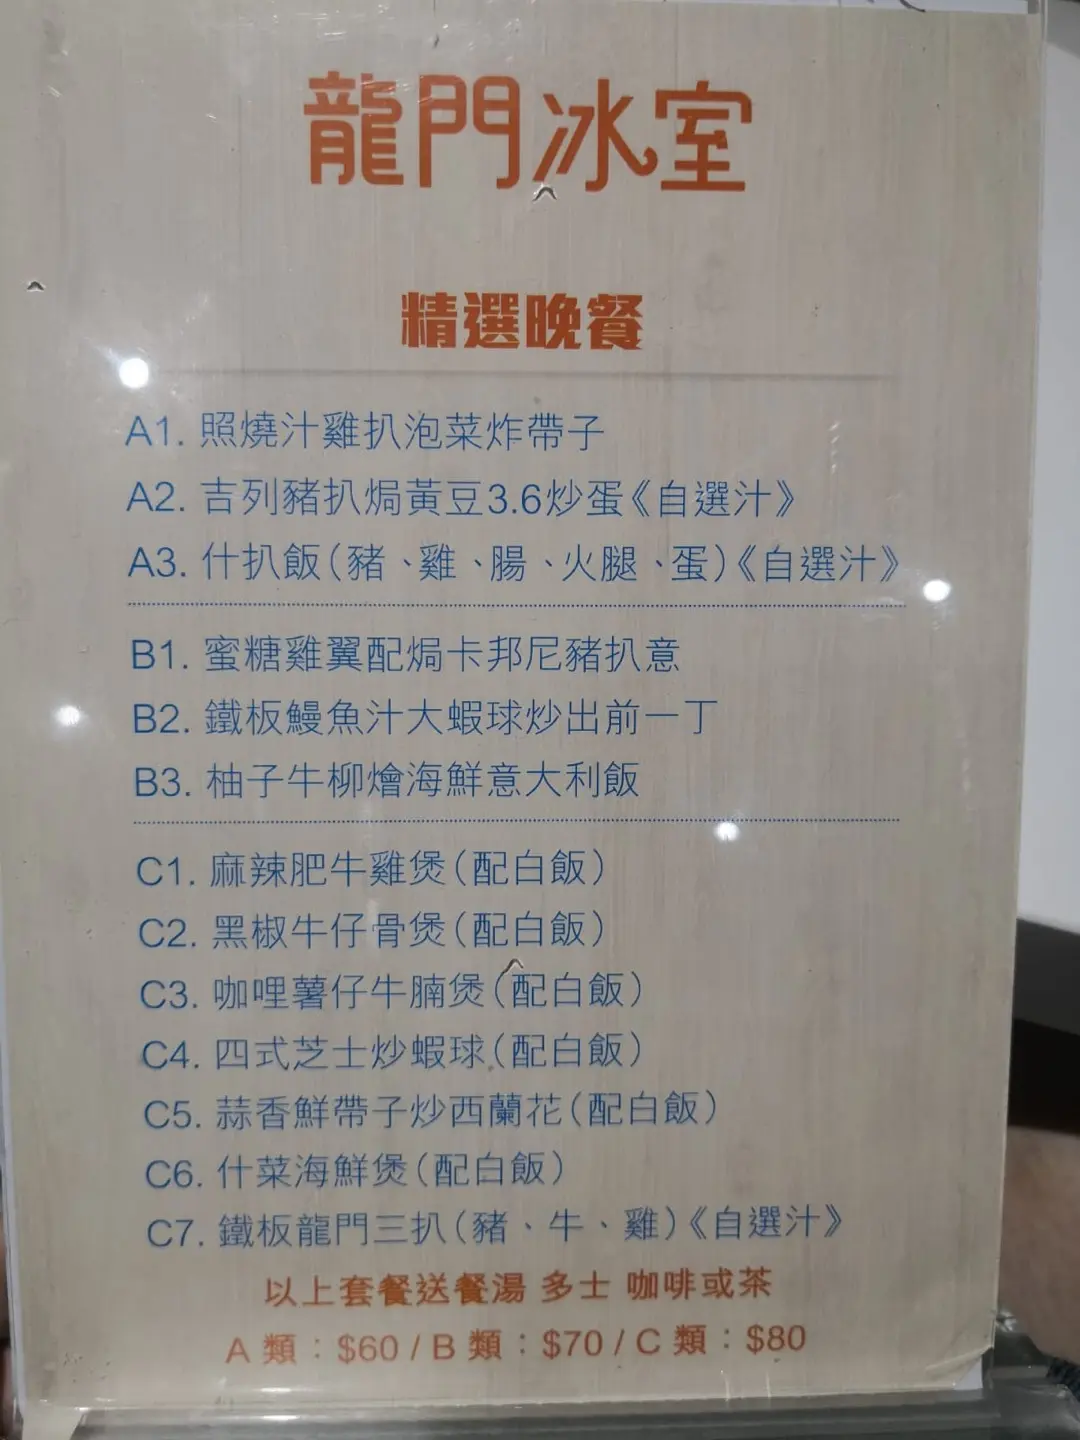 龍門冰室
精選晚餐
A1. 照燒汁雞扒泡菜炸帶子
A2. 吉列豬扒焗黃豆3.6炒蛋《自選汁》
A3. 什扒飯(豬、雞、腸、火腿、蛋)《自選汁》
B1. 蜜糖雞翼配焗卡邦尼豬扒意
B2. 鐵板鰻魚汁大蝦球炒出前一丁
B3. 柚子牛柳燴海鮮意大利飯
C1. 麻辣肥牛雞煲(配白飯)
C2. 黑椒牛仔骨煲(配白飯)
C3. 咖哩薯仔牛腩煲(配白飯)
C4. 四式芝士炒蝦球(配白飯)
C5. 蒜香鮮帶子炒西蘭花(配白飯)
C6. 什菜海鮮煲(配白飯)
C7. 鐵板龍門三扒(豬、牛、雞)《自選汁》
以上套餐送餐湯 多士 咖啡或茶
A 類：$60 / B 類：$70 / C 類：$80